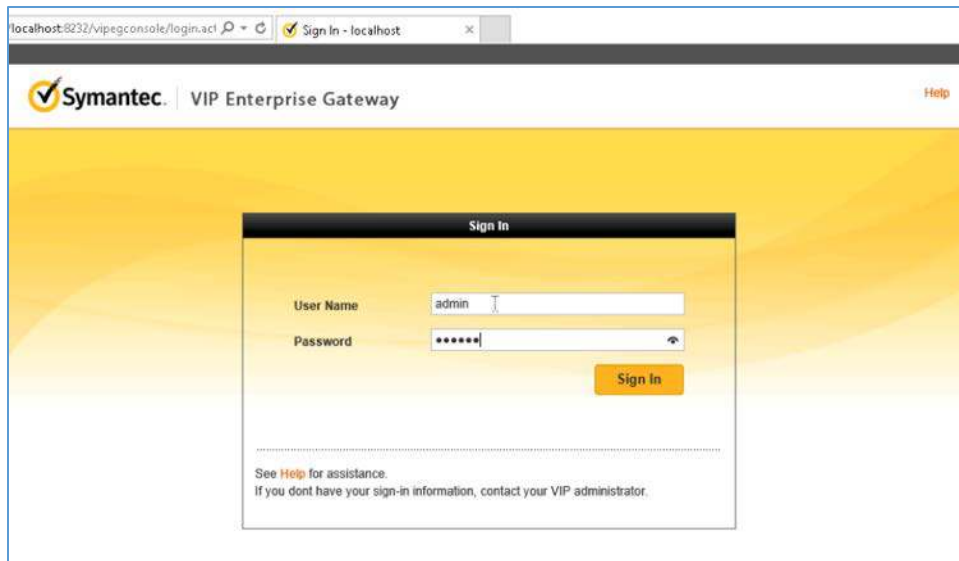 localhost:8232/vipegconsole/login.act
Sign In - localhost
Symantec. VIP Enterprise Gateway
Help
Sign In
User Name admin
Password ••••••
Sign In
See Help for assistance.
If you dont have your sign-in information, contact your VIP administrator.